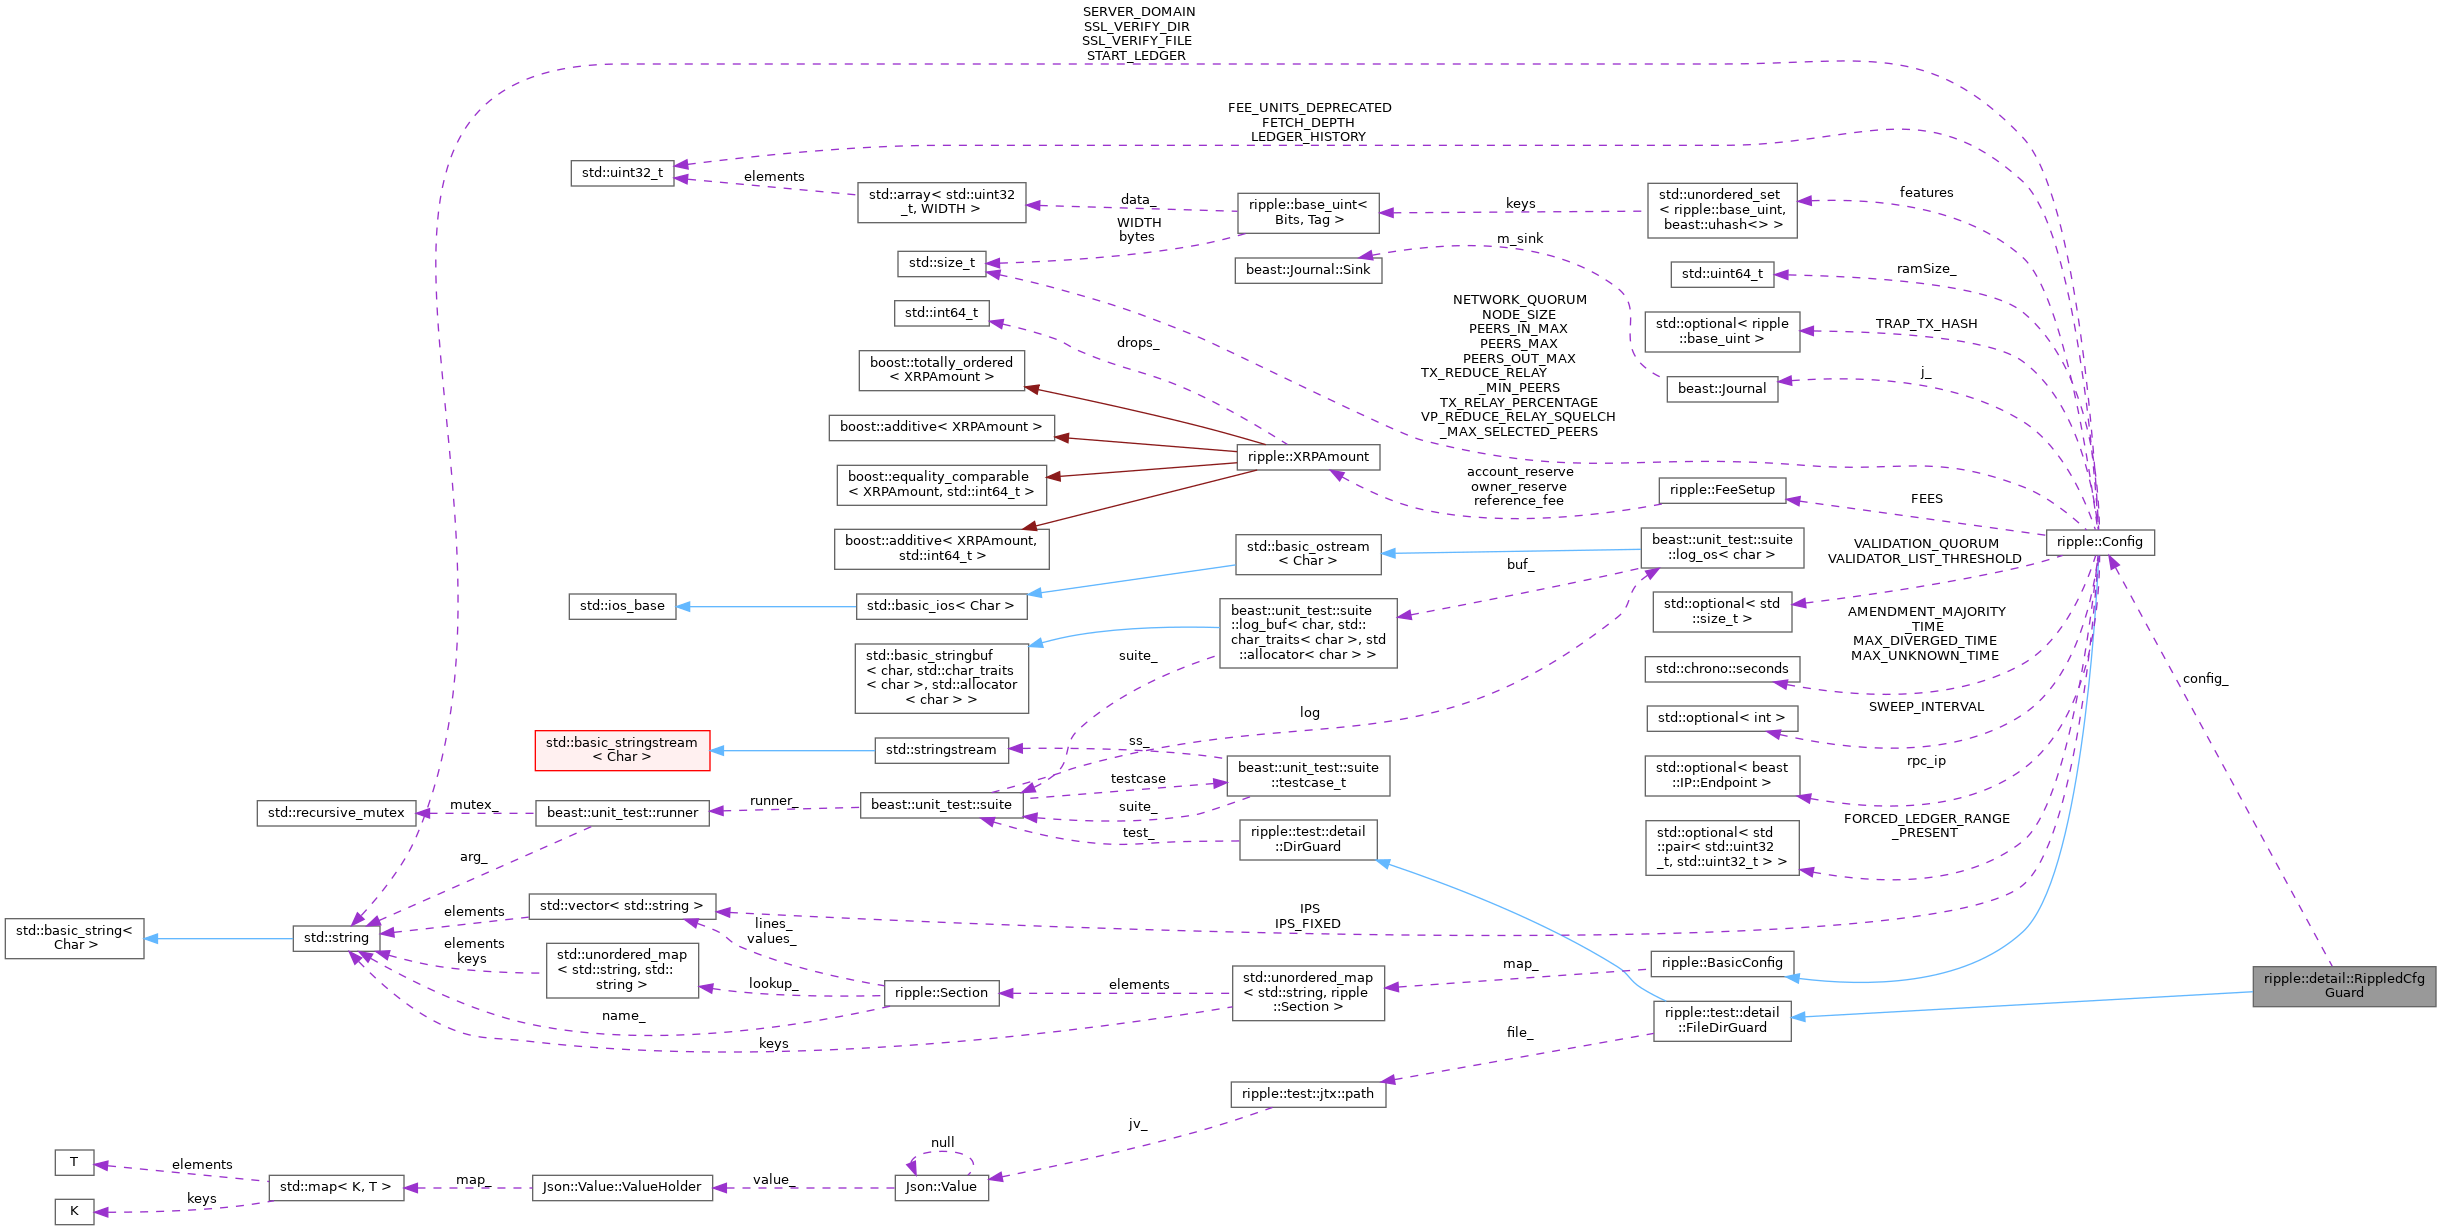 SERVER_DOMAIN
SSL_VERIFY_DIR
SSL_VERIFY_FILE
START_LEDGER
FEE_UNITS_DEPRECATED
FETCH_DEPTH
LEDGER_HISTORY
std::uint32_t
elements
std::array< std::uint32
_t, WIDTH >
data_
WIDTH
bytes
ripple::base_uint<
Bits, Tag >
keys
std::unordered_set
< ripple::base_uint,
beast::uhash<> >
features
std::size_t
beast::Journal::Sink
m_sink
std::uint64_t
ramSize_
std::int64_t
drops_
NETWORK_QUORUM
NODE_SIZE
PEERS_IN_MAX
PEERS_MAX
PEERS_OUT_MAX
TX_REDUCE_RELAY
_MIN_PEERS
TX_RELAY_PERCENTAGE
VP_REDUCE_RELAY_SQUELCH
_MAX_SELECTED_PEERS
std::optional< ripple
::base_uint >
TRAP_TX_HASH
boost::totally_ordered
< XRPAmount >
beast::Journal
j_
boost::additive< XRPAmount >
ripple::XRPAmount
boost::equality_comparable
< XRPAmount, std::int64_t >
account_reserve
owner_reserve
reference_fee
ripple::FeeSetup
FEES
boost::additive< XRPAmount,
std::int64_t >
std::basic_ostream
< Char >
beast::unit_test::suite
::log_os< char >
ripple::Config
VALIDATION_QUORUM
VALIDATOR_LIST_THRESHOLD
buf_
std::ios_base
std::basic_ios< Char >
beast::unit_test::suite
::log_buf< char, std::
char_traits< char >, std
::allocator< char > >
std::optional< std
::size_t >
AMENDMENT_MAJORITY
_TIME
MAX_DIVERGED_TIME
MAX_UNKNOWN_TIME
std::basic_stringbuf
< char, std::char_traits
< char >, std::allocator
< char > >
suite_
std::chrono::seconds
config_
log
std::optional< int >
SWEEP_INTERVAL
std::basic_stringstream
< Char >
std::stringstream
ss_
beast::unit_test::suite
::testcase_t
std::optional< beast
::IP::Endpoint >
rpc_ip
std::recursive_mutex
mutex_
beast::unit_test::runner
runner_
beast::unit_test::suite
testcase
suite_
test_
ripple::test::detail
::DirGuard
std::optional< std
::pair< std::uint32
_t, std::uint32_t > >
FORCED_LEDGER_RANGE
_PRESENT
arg_
std::vector< std::string >
elements
lines_
values_
IPS
IPS_FIXED
std::basic_string<
Char >
std::string
elements
keys
std::unordered_map
< std::string, std::
string >
lookup_
ripple::Section
elements
std::unordered_map
< std::string, ripple
::Section >
map_
ripple::BasicConfig
ripple::detail::RippledCfg
Guard
name_
keys
ripple::test::detail
::FileDirGuard
file_
ripple::test::jtx::path
jv_
null
T
elements
std::map< K, T >
map_
Json::Value::ValueHolder
value_
Json::Value
keys
K